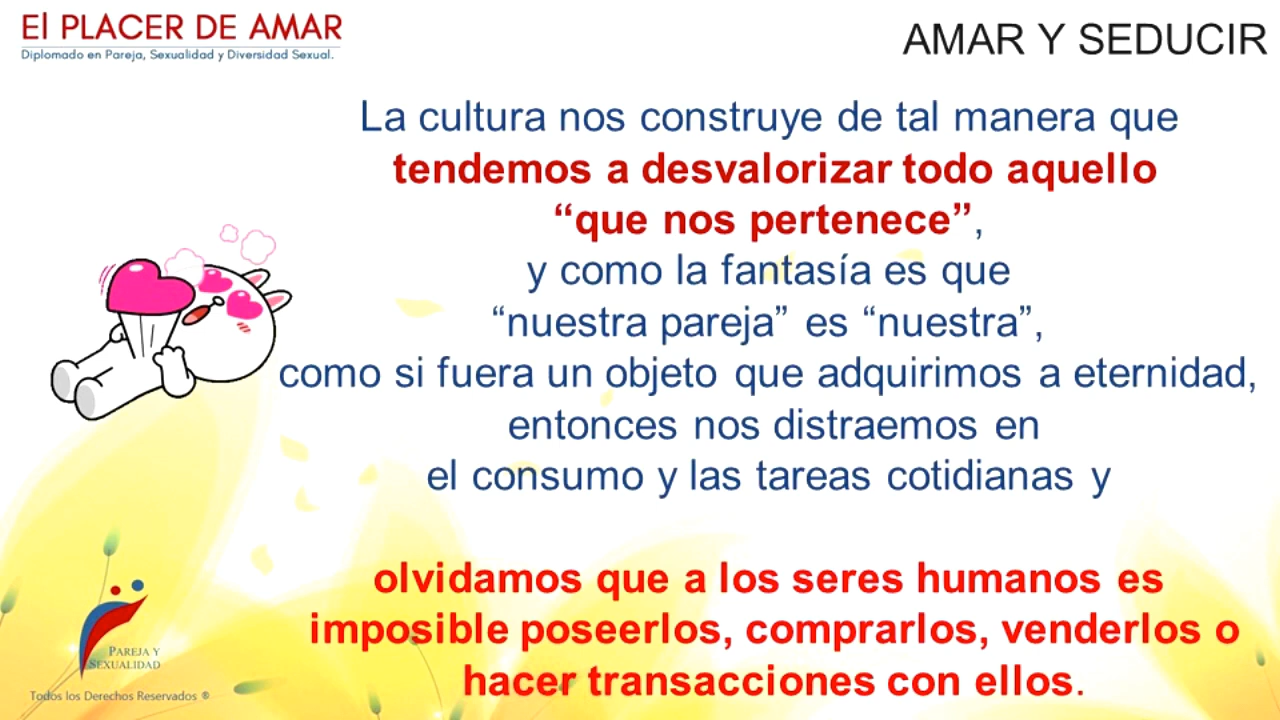 El PLACER DE AMAR
Diplomado en Pareja, Sexualidad y Diversidad Sexual.
AMAR Y SEDUCIR
La cultura nos construye de tal manera que
tendemos a desvalorizar todo aquello
“que nos pertenece”,
y como la fantasía es que
“nuestra pareja” es “nuestra”,
como si fuera un objeto que adquirimos a eternidad,
entonces nos distraemos en
el consumo y las tareas cotidianas y
olvidamos que a los seres humanos es
imposible poseerlos, comprarlos, venderlos o
hacer transacciones con ellos.
PAREJA Y
SEXUALIDAD
Todos los Derechos Reservados ®